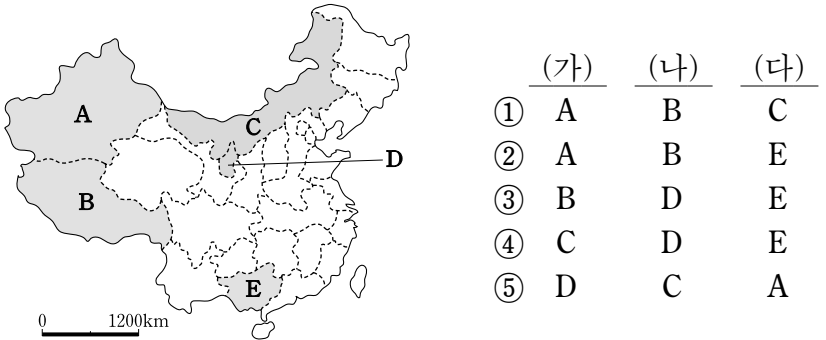 A
B
C
D
E
0 1200km
(가) (나) (다)
① A B C
② A B E
③ B D E
④ C D E
⑤ D C A